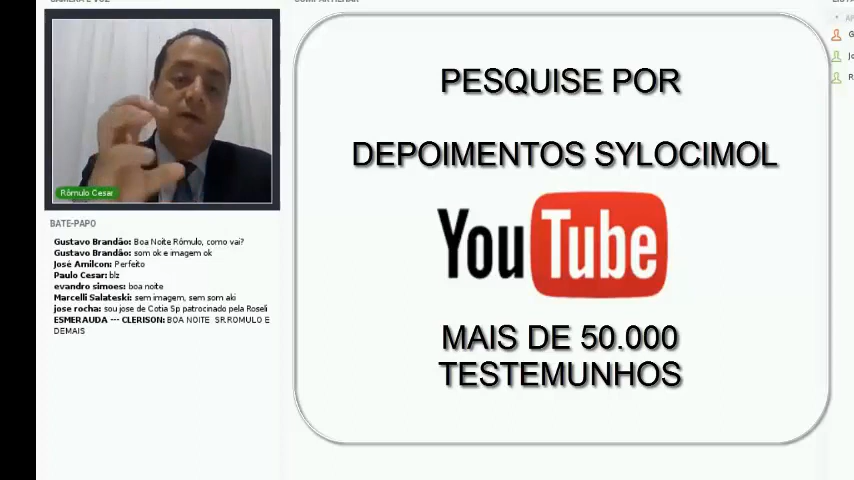 COMPARTILHAR
Rômulo Cesar
BATE-PAPO
Gustavo Brandão: Boa Noite Rômulo, como vai?
Gustavo Brandão: som ok e imagem ok
José Amilcon: Perfeito
Paulo Cesar: blz
evandro simoes: boa noite
Marcelli Salateski: sem imagem, sem som aki
jose rocha: sou jose de Cotia Sp patrocinado pela Roseli
ESMERAUDA --- CLERISON: BOA NOITE SR.ROMULO E
DEMAIS
PESQUISE POR
DEPOIMENTOS SYLOCIMOL
YouTube
MAIS DE 50.000
TESTEMUNHOS